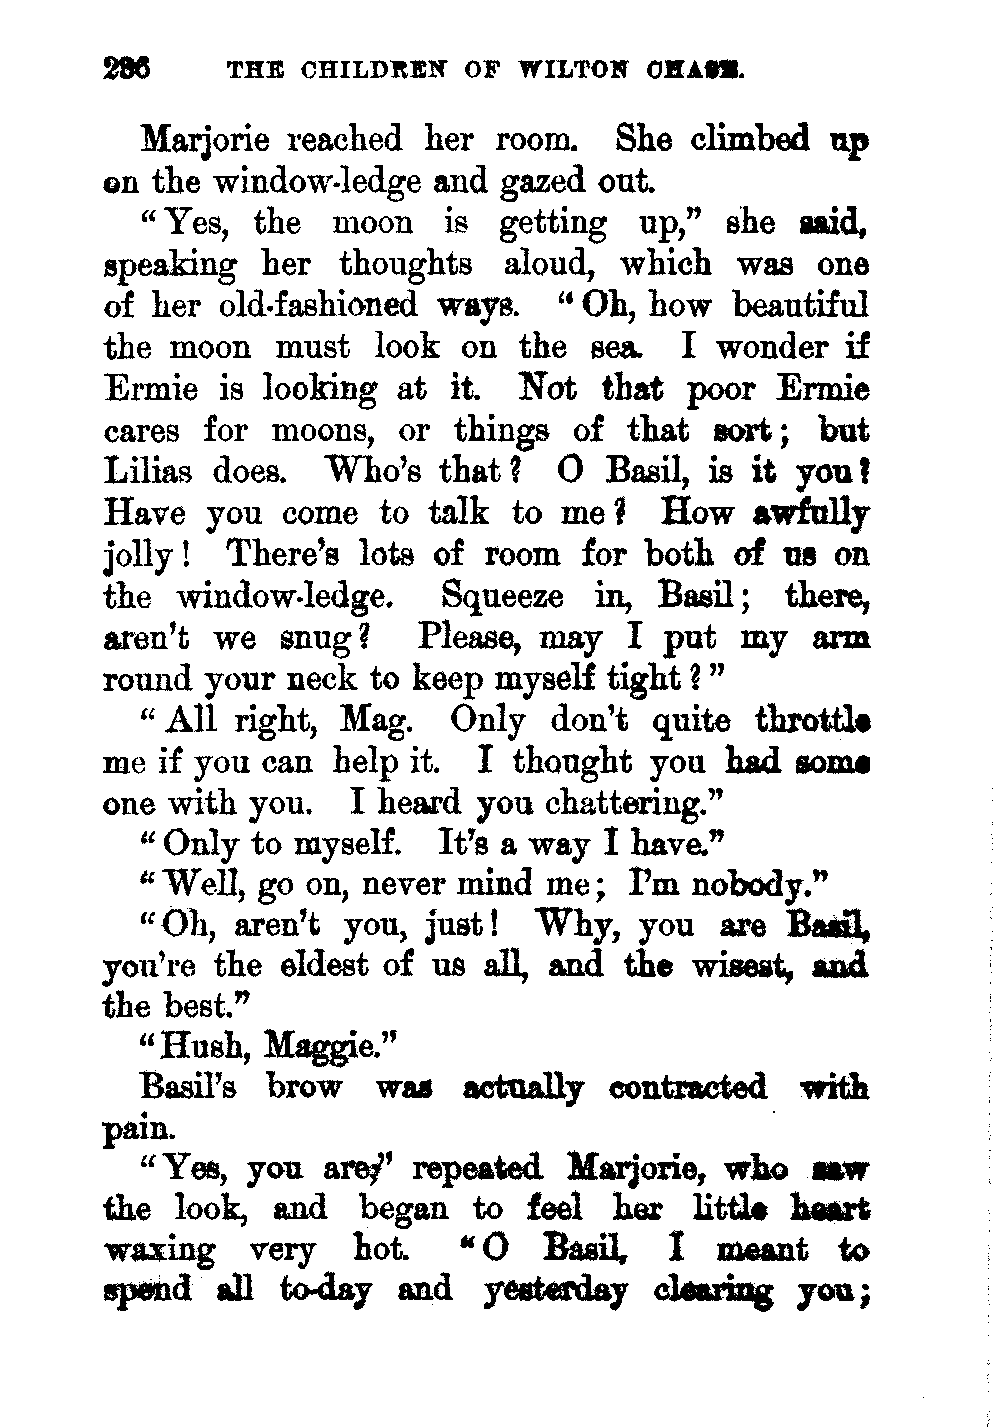 286 THE CHILDREN OF WILTON CHASE.
Marjorie reached her room. She climbed up
on the window-ledge and gazed out.
“Yes, the moon is getting up,” she said,
speaking her thoughts aloud, which was one
of her old-fashioned ways. “Oh, how beautiful
the moon must look on the sea. I wonder if
Ermie is looking at it. Not that poor Ermie
cares for moons, or things of that sort; but
Lilias does. Who’s that? O Basil, is it you?
Have you come to talk to me? How awfully
jolly! There’s lots of room for both of us on
the window-ledge. Squeeze in, Basil; there,
aren’t we snug? Please, may I put my arm
round your neck to keep myself tight?”
“All right, Mag. Only don’t quite throttle
me if you can help it. I thought you had some
one with you. I heard you chattering.”
“Only to myself. It’s a way I have.”
“Well, go on, never mind me; I’m nobody.”
“Oh, aren’t you, just! Why, you are Basil,
you’re the eldest of us all, and the wisest, and
the best.”
“Hush, Maggie.”
Basil’s brow was actually contracted with
pain.
“Yes, you are,” repeated Marjorie, who saw
the look, and began to feel her little heart
waxing very hot. “O Basil, I meant to
spend all to-day and yesterday clearing you;